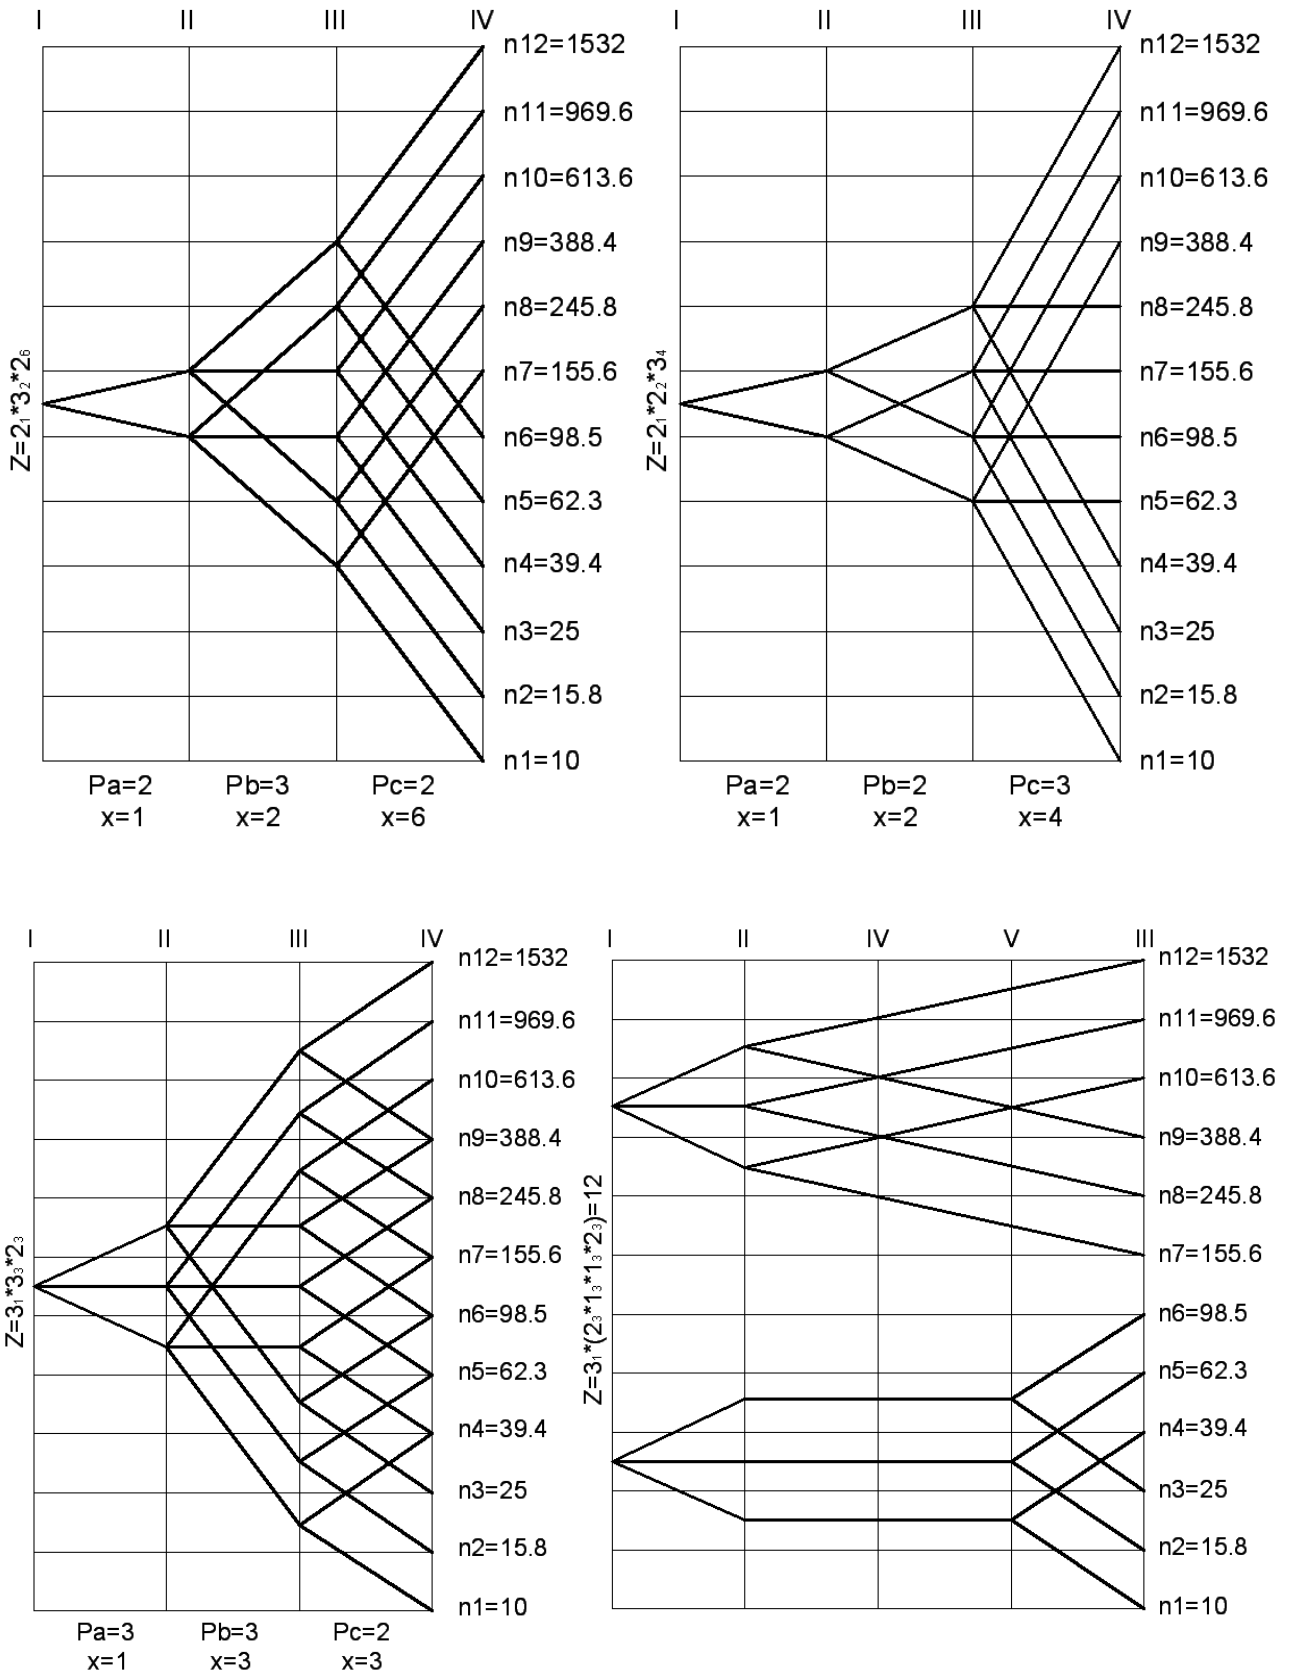 I II III IV
n12=1532
n11=969.6
n10=613.6
n9=388.4
n8=245.8
n7=155.6
n6=98.5
n5=62.3
n4=39.4
n3=25
n2=15.8
n1=10
Z=2₁*3₂*2₆
Pa=2 Pb=3 Pc=2
x=1 x=2 x=6
I II III IV
n12=1532
n11=969.6
n10=613.6
n9=388.4
n8=245.8
n7=155.6
n6=98.5
n5=62.3
n4=39.4
n3=25
n2=15.8
n1=10
Z=2₁*2₂*3₄
Pa=2 Pb=2 Pc=3
x=1 x=2 x=4
I II III IV
n12=1532
n11=969.6
n10=613.6
n9=388.4
n8=245.8
n7=155.6
n6=98.5
n5=62.3
n4=39.4
n3=25
n2=15.8
n1=10
Z=3₁*3₃*2₃
Pa=3 Pb=3 Pc=2
x=1 x=3 x=3
I II IV V III
n12=1532
n11=969.6
n10=613.6
n9=388.4
n8=245.8
n7=155.6
n6=98.5
n5=62.3
n4=39.4
n3=25
n2=15.8
n1=10
Z=3₁*(2₃*1₃*1₃*2₃)=12